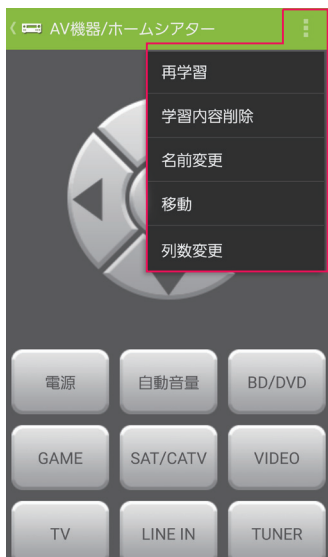 AV機器/ホームシアター
再学習
学習内容削除
名前変更
移動
列数変更
電源 自動音量 BD/DVD
GAME SAT/CATV VIDEO
TV LINE IN TUNER